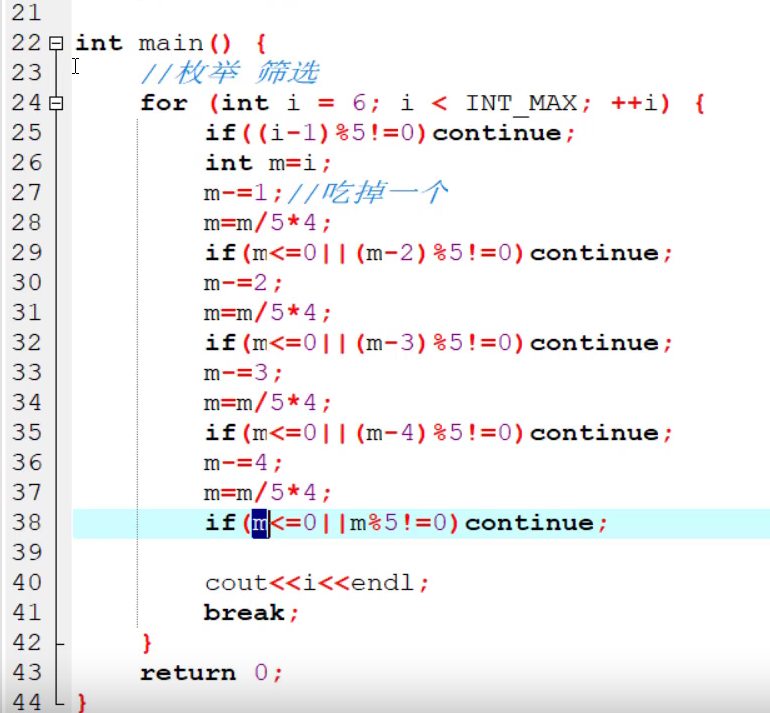 21
22 int main() {
23 //枚举 筛选
24 for (int i = 6; i < INT_MAX; ++i) {
25 if((i-1)%5!=0)continue;
26 int m=i;
27 m-=1;//吃掉一个
28 m=m/5*4;
29 if(m<=0||(m-2)%5!=0)continue;
30 m-=2;
31 m=m/5*4;
32 if(m<=0||(m-3)%5!=0)continue;
33 m-=3;
34 m=m/5*4;
35 if(m<=0||(m-4)%5!=0)continue;
36 m-=4;
37 m=m/5*4;
38 if(m<=0||m%5!=0)continue;
39
40 cout<<i<<endl;
41 break;
42 }
43 return 0;
44 }